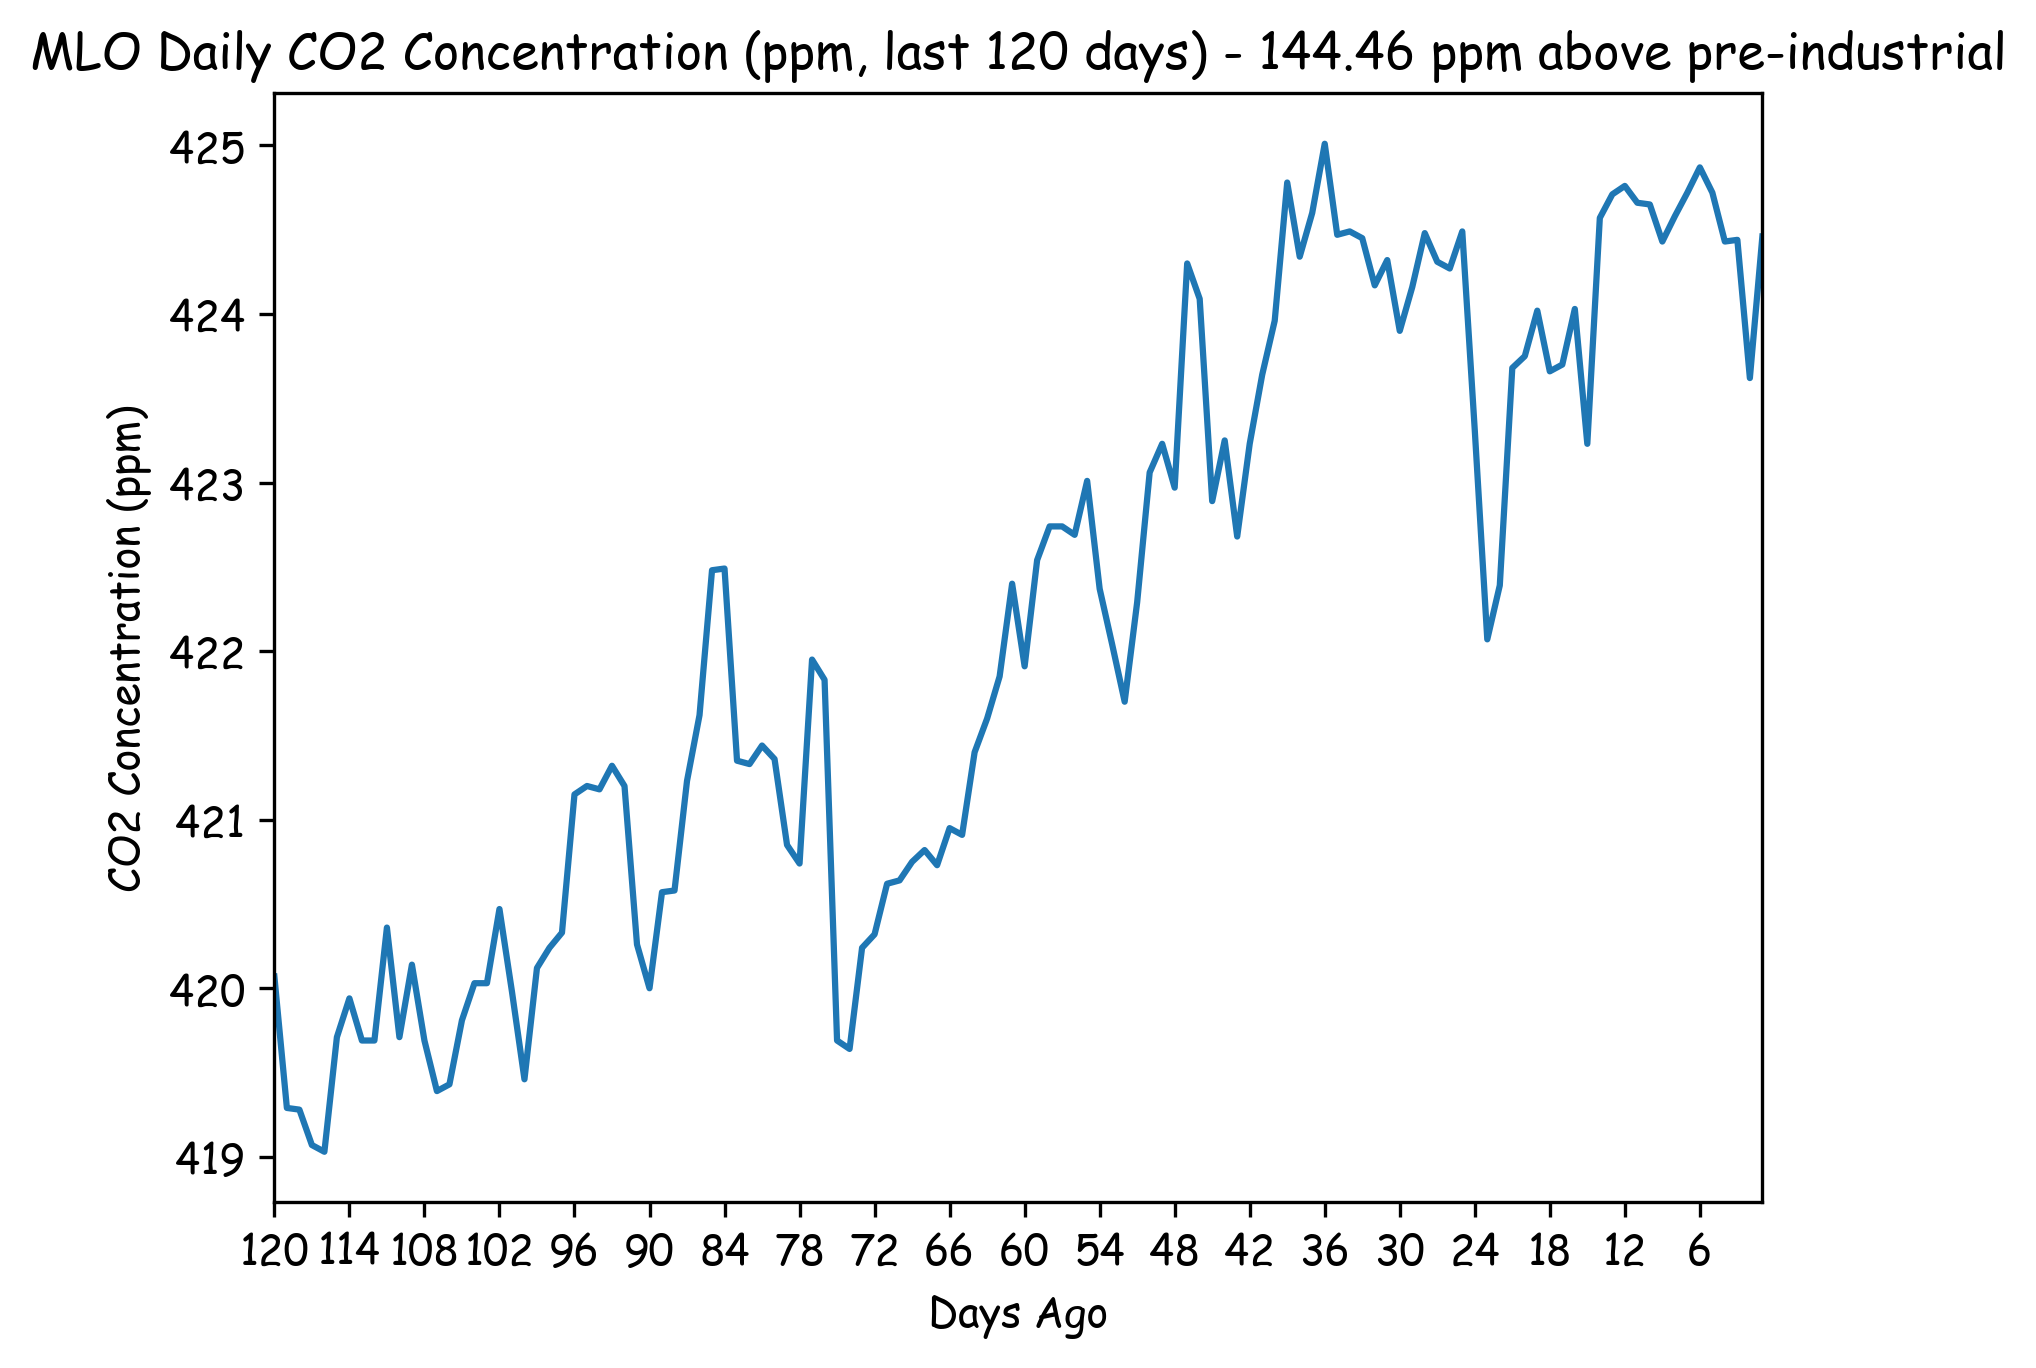 MLO Daily CO2 Concentration (ppm, last 120 days) - 144.46 ppm above pre-industrial
425
424
423
422
421
420
419
CO2 Concentration (ppm)
120 114 108 102 96 90 84 78 72 66 60 54 48 42 36 30 24 18 12 6
Days Ago